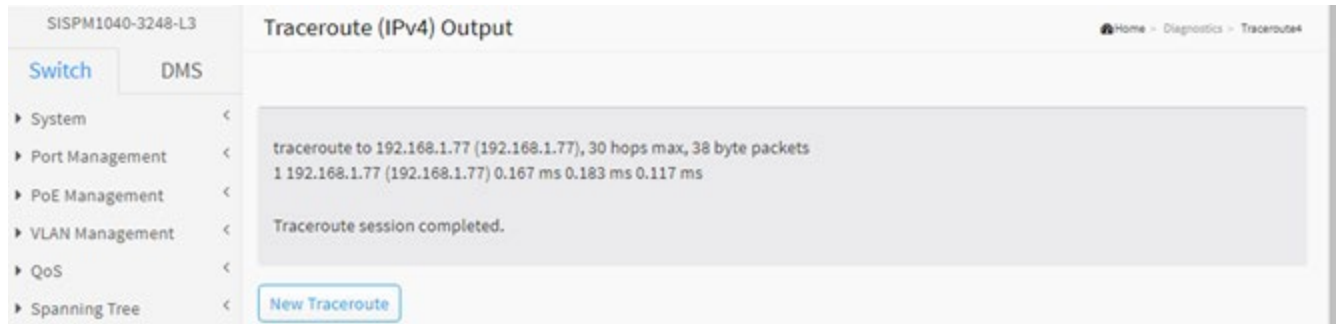 SISPM1040-3248-L3
Traceroute (IPv4) Output
Home > Diagnostics > Traceroute4
Switch DMS
System
Port Management
PoE Management
VLAN Management
QoS
Spanning Tree
traceroute to 192.168.1.77 (192.168.1.77), 30 hops max, 38 byte packets
1 192.168.1.77 (192.168.1.77) 0.167 ms 0.183 ms 0.117 ms
Traceroute session completed.
New Traceroute